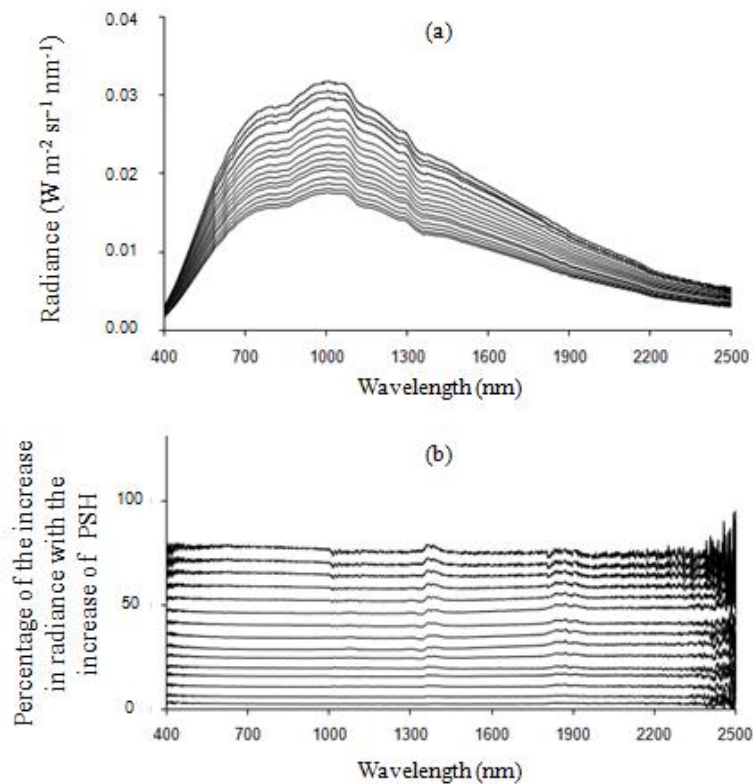 (a)
0.04
0.03
0.02
0.01
0.00
Radiance (W m⁻² sr⁻¹ nm⁻¹)
400 700 1000 1300 1600 1900 2200 2500
Wavelength (nm)
(b)
100
50
0
Percentage of the increase
in radiance with the
increase of PSH
400 700 1000 1300 1600 1900 2200 2500
Wavelength (nm)